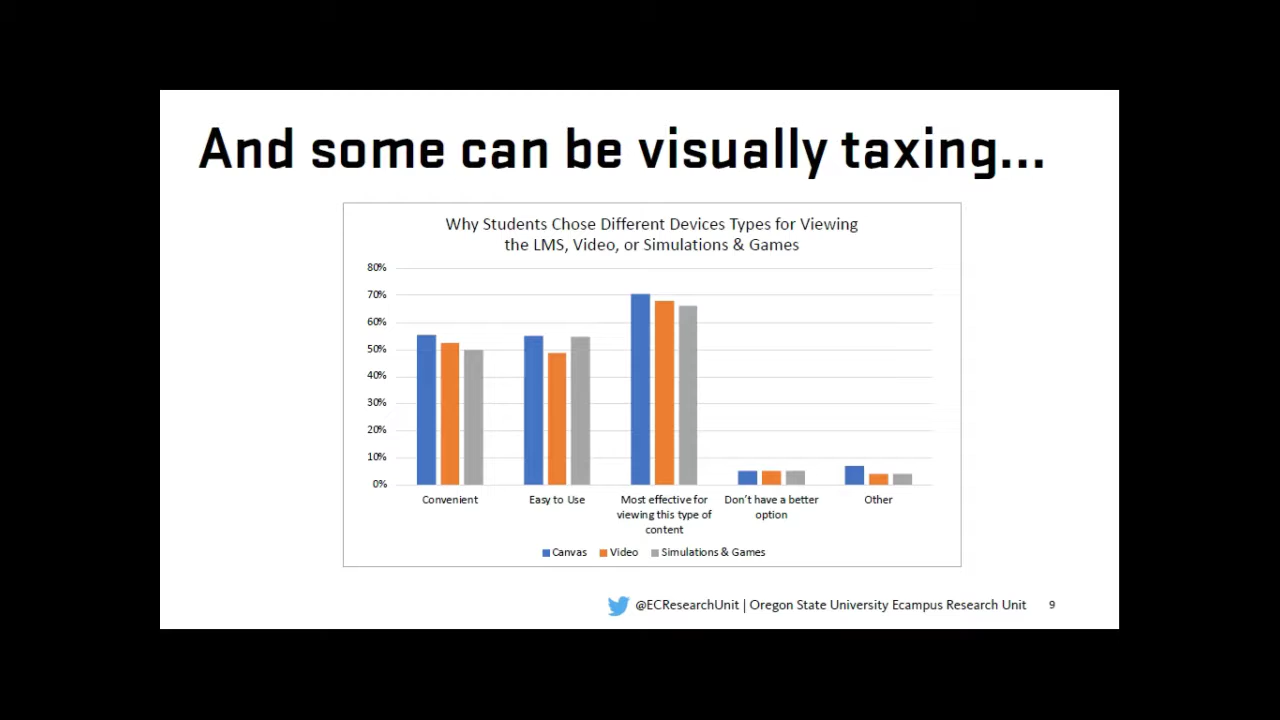 And some can be visually taxing...
Why Students Chose Different Devices Types for Viewing
the LMS, Video, or Simulations & Games
80%
70%
60%
50%
40%
30%
20%
10%
0%
Convenient
Easy to Use
Most effective for
viewing this type of
content
Don't have a better
option
Other
Canvas
Video
Simulations & Games
@ECResearchUnit | Oregon State University Ecampus Research Unit
9